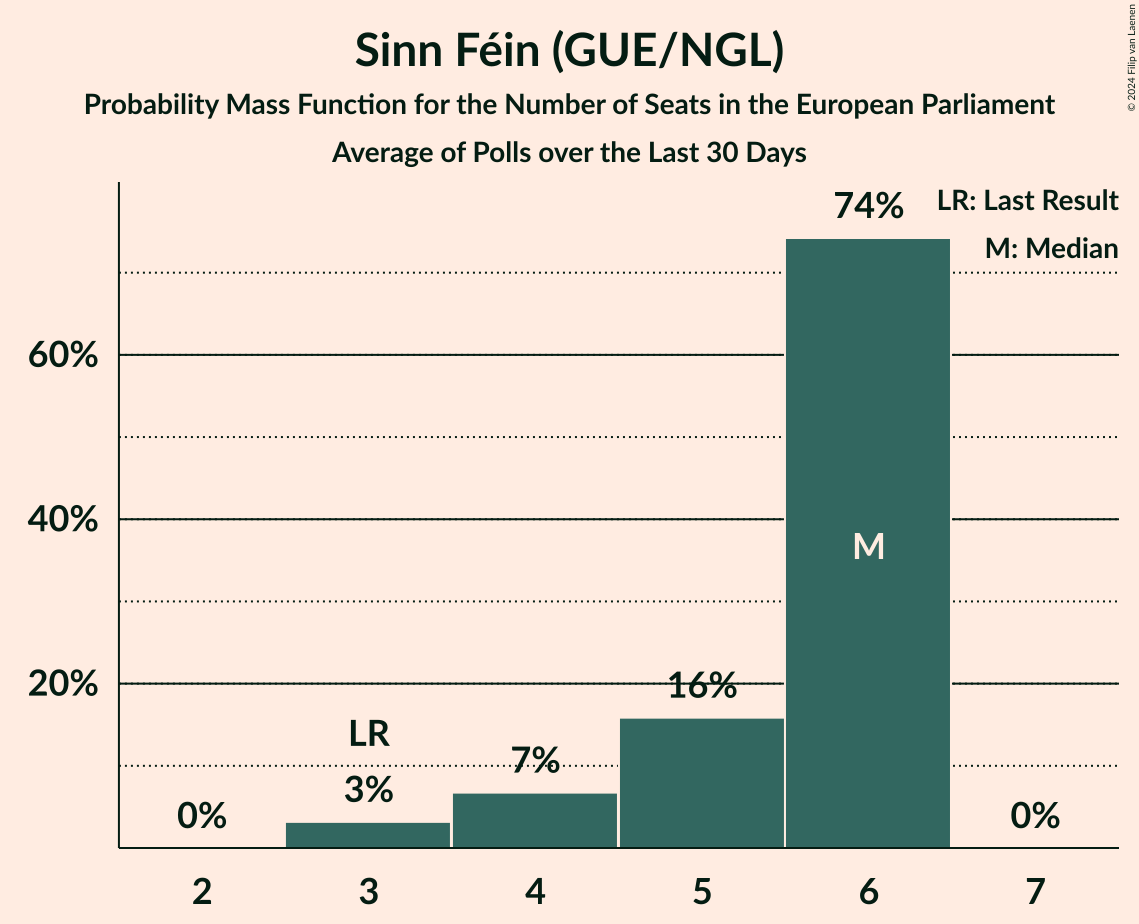 Sinn Féin (GUE/NGL)
Probability Mass Function for the Number of Seats in the European Parliament
Average of Polls over the Last 30 Days
© 2024 Filip van Laenen
LR: Last Result
M: Median
74%
60%
M
40%
20%
16%
LR
7%
3%
0%
0%
2 3 4 5 6 7